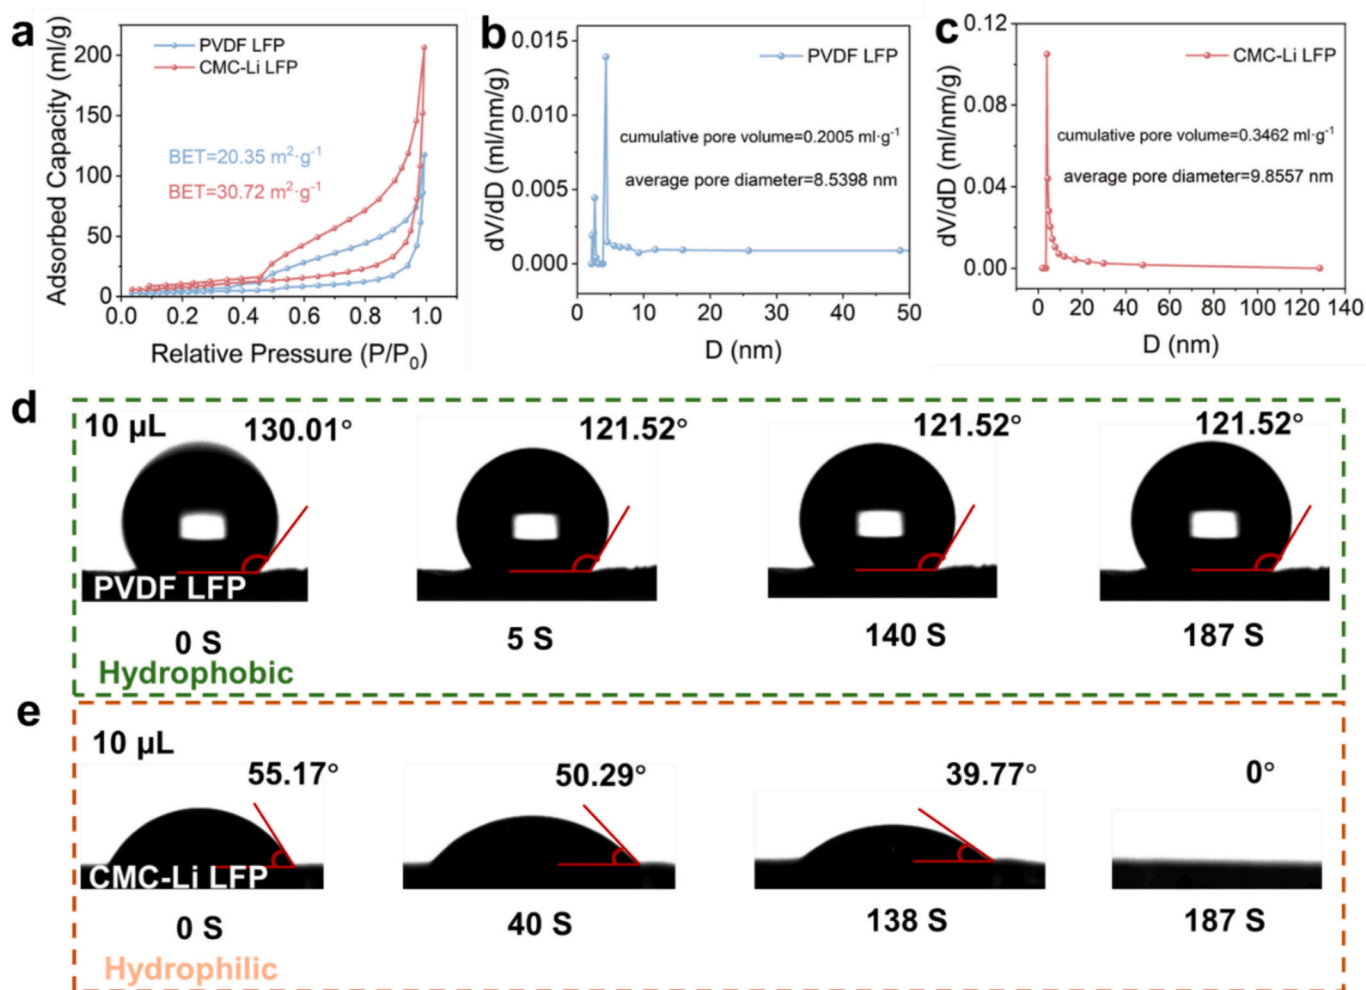 a
Adsorbed Capacity (ml/g)
200
150
100
50
0
PVDF LFP
CMC-Li LFP
BET=20.35 m²·g⁻¹
BET=30.72 m²·g⁻¹
0.0 0.2 0.4 0.6 0.8 1.0
Relative Pressure (P/P₀)
b
dV/dD (ml/nm/g)
0.015
0.010
0.005
0.000
PVDF LFP
cumulative pore volume=0.2005 ml·g⁻¹
average pore diameter=8.5398 nm
0 10 20 30 40 50
D (nm)
c
dV/dD (ml/nm/g)
0.12
0.08
0.04
0.00
CMC-Li LFP
cumulative pore volume=0.3462 ml·g⁻¹
average pore diameter=9.8557 nm
0 20 40 60 80 100 120 140
D (nm)
d
10 μL 130.01° 121.52° 121.52° 121.52°
PVDF LFP
0 S 5 S 140 S 187 S
Hydrophobic
e
10 μL
55.17° 50.29° 39.77° 0°
CMC-Li LFP
0 S 40 S 138 S 187 S
Hydrophilic